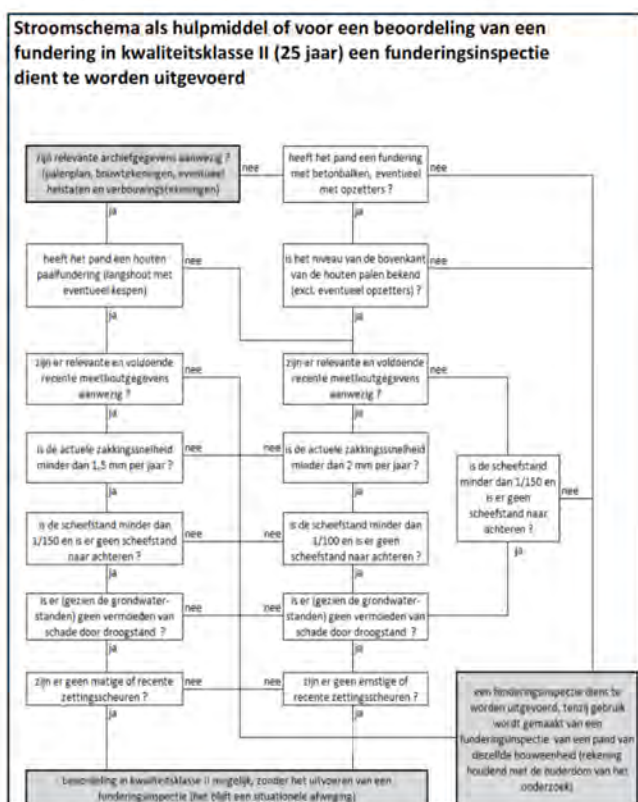 Stroomschema als hulpmiddel of voor een beoordeling van een
fundering in kwaliteitsklasse II (25 jaar) een funderingsinspectie
dient te worden uitgevoerd
zijn relevante archiefgegevens aanwezig ?
(palenplan, bouwtekeningen, eventueel
heistaten en verbouwingstekeningen)
nee
heeft het pand een fundering
met betonbalken, eventueel
met opzetters ?
nee
ja
ja
heeft het pand een houten
paalfundering (langshout met
eventueel kespen)
nee
is het niveau van de bovenkant
van de houten palen bekend
(excl. eventueel opzetters) ?
nee
ja
ja
zijn er relevante en voldoende
recente meetboutgegevens
aanwezig ?
nee
zijn er relevante en voldoende
recente meetboutgegevens
aanwezig ?
nee
ja
ja
is de actuele zakkingssnelheid
minder dan 1,5 mm per jaar ?
nee
nee
is de actuele zakkingssnelheid
minder dan 2 mm per jaar ?
is de scheefstand
minder dan 1/150 en
is er geen
scheefstand naar
achteren ?
nee
ja
ja
ja
is de scheefstand minder dan
1/150 en is er geen scheefstand
naar achteren ?
nee
nee
is de scheefstand minder dan
1/100 en is er geen
scheefstand naar achteren ?
ja
ja
is er (gezien de grondwater-
standen) geen vermoeden van
schade door droogstand ?
nee
nee
is er (gezien de grondwater-
standen) geen vermoeden van
schade door droogstand ?
ja
ja
zijn er geen matige of recente
zettingsscheuren ?
nee
nee
zijn er geen ernstige of
recente zettingsscheuren ?
ja
ja
een funderingsinspectie dient te
worden uitgevoerd, tenzij gebruik
wordt gemaakt van een
funderingsinspectie van een pand van
dezelfde bouweenheid (rekening
houdend met de ouderdom van het
onderzoek)
beoordeling in kwaliteitsklasse II mogelijk, zonder het uitvoeren van een
funderingsinspectie (het blijft een situationele afweging)